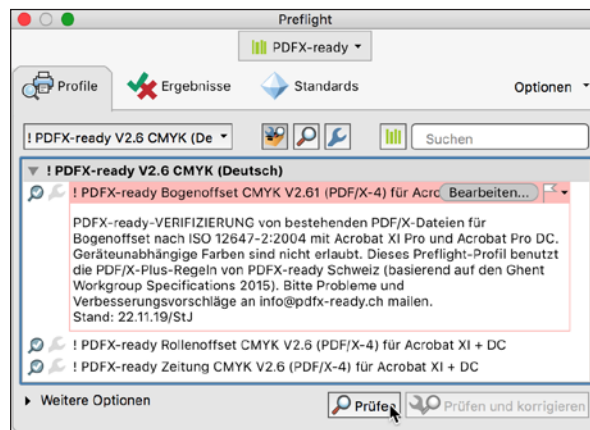 Preflight
PDFX-ready
Profile
Ergebnisse
Standards
Optionen
! PDFX-ready V2.6 CMYK (De
Suchen
! PDFX-ready V2.6 CMYK (Deutsch)
! PDFX-ready Bogenoffset CMYK V2.61 (PDF/X-4) für Acro Bearbeiten...
PDFX-ready-VERIFIZIERUNG von bestehenden PDF/X-Dateien für
Bogenoffset nach ISO 12647-2:2004 mit Acrobat XI Pro und Acrobat Pro DC.
Geräteunabhängige Farben sind nicht erlaubt. Dieses Preflight-Profil benutzt
die PDF/X-Plus-Regeln von PDFX-ready Schweiz (basierend auf den Ghent
Workgroup Specifications 2015). Bitte Probleme und
Verbesserungsvorschläge an info@pdfx-ready.ch mailen.
Stand: 22.11.19/StJ
! PDFX-ready Rollenoffset CMYK V2.6 (PDF/X-4) für Acrobat XI + DC
! PDFX-ready Zeitung CMYK V2.6 (PDF/X-4) für Acrobat XI + DC
Weitere Optionen
Prüfen
Prüfen und korrigieren